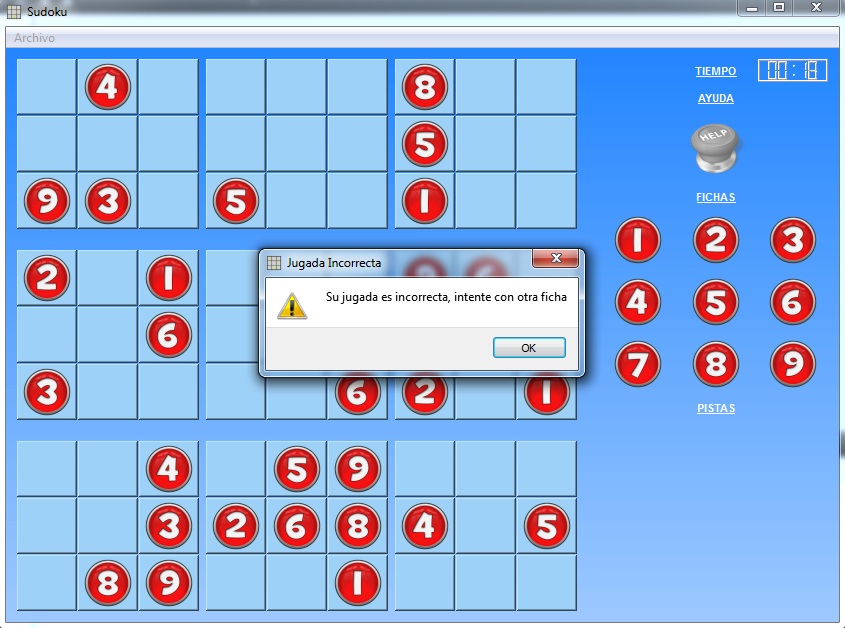 Sudoku
Archivo
4 8
5
9 3 5 1
2 1
6
3 6 2 1
4 5 9
3 2 6 8 4 5
8 9 1
Jugada Incorrecta
Su jugada es incorrecta, intente con otra ficha
OK
TIEMPO 00:18
AYUDA
HELP
FICHAS
1 2 3
4 5 6
7 8 9
PISTAS